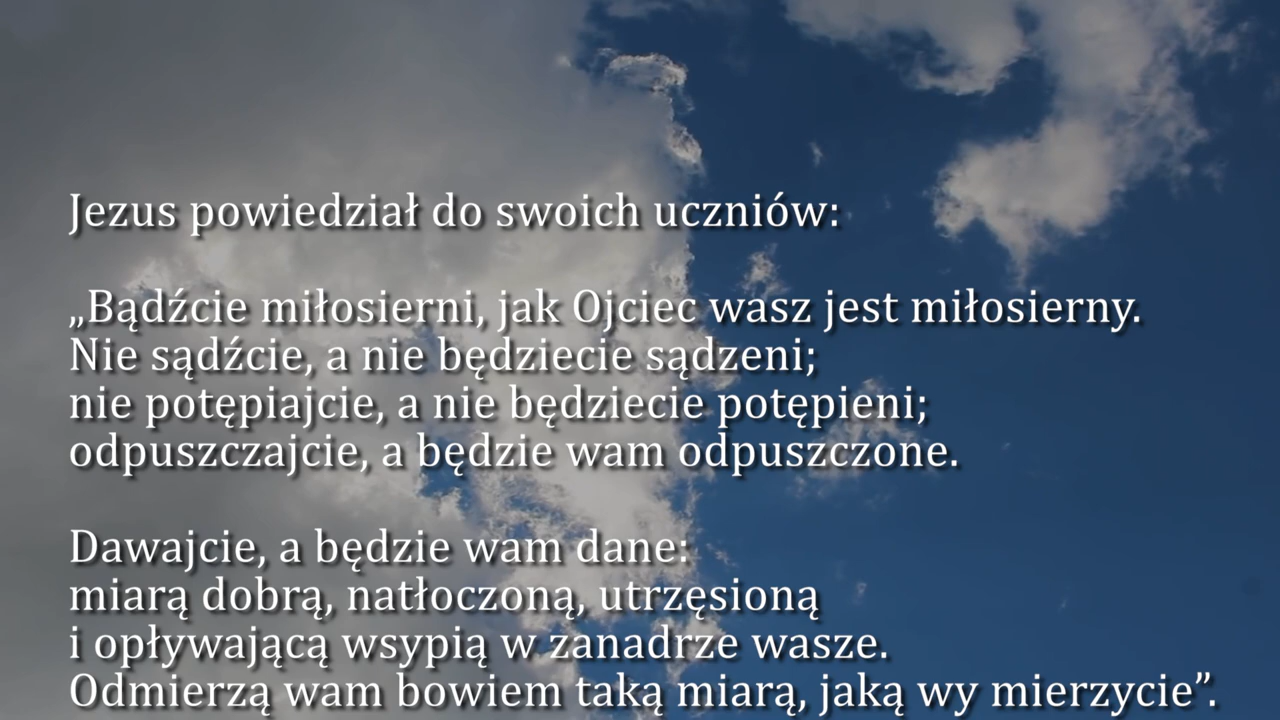 Jezus powiedział do swoich uczniów:
„Bądźcie miłosierni, jak Ojciec wasz jest miłosierny.
Nie sądźcie, a nie będziecie sądzeni;
nie potępiajcie, a nie będziecie potępieni;
odpuszczajcie, a będzie wam odpuszczone.
Dawajcie, a będzie wam dane:
miarą dobrą, natłoczoną, utrzęsioną
i opływającą wsypią w zanadrze wasze.
Odmierzą wam bowiem taką miarą, jaką wy mierzycie”.